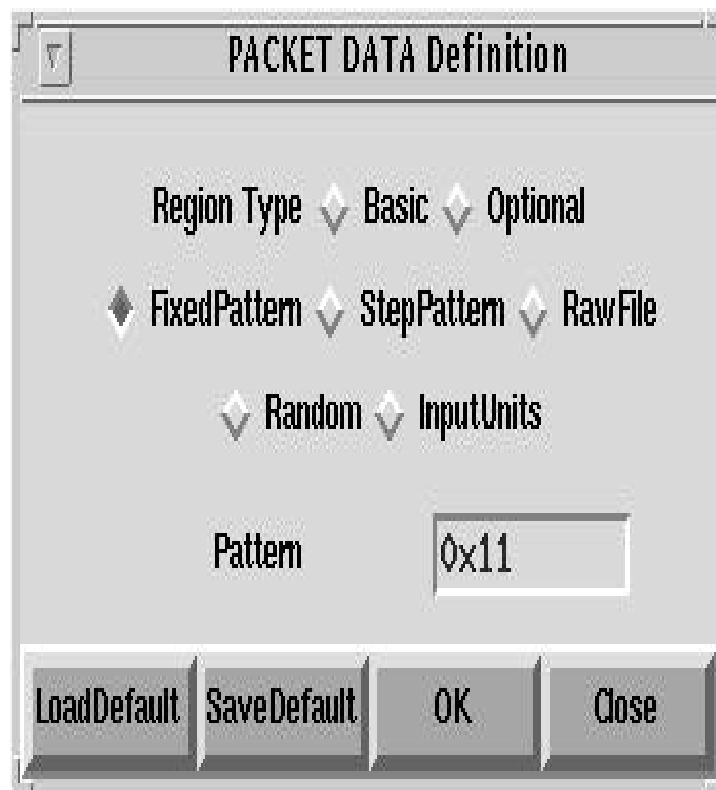 PACKET DATA Definition
Region Type Basic Optional
FixedPattern StepPattern RawFile
Random InputUnits
Pattern 0x11
LoadDefault SaveDefault OK Close